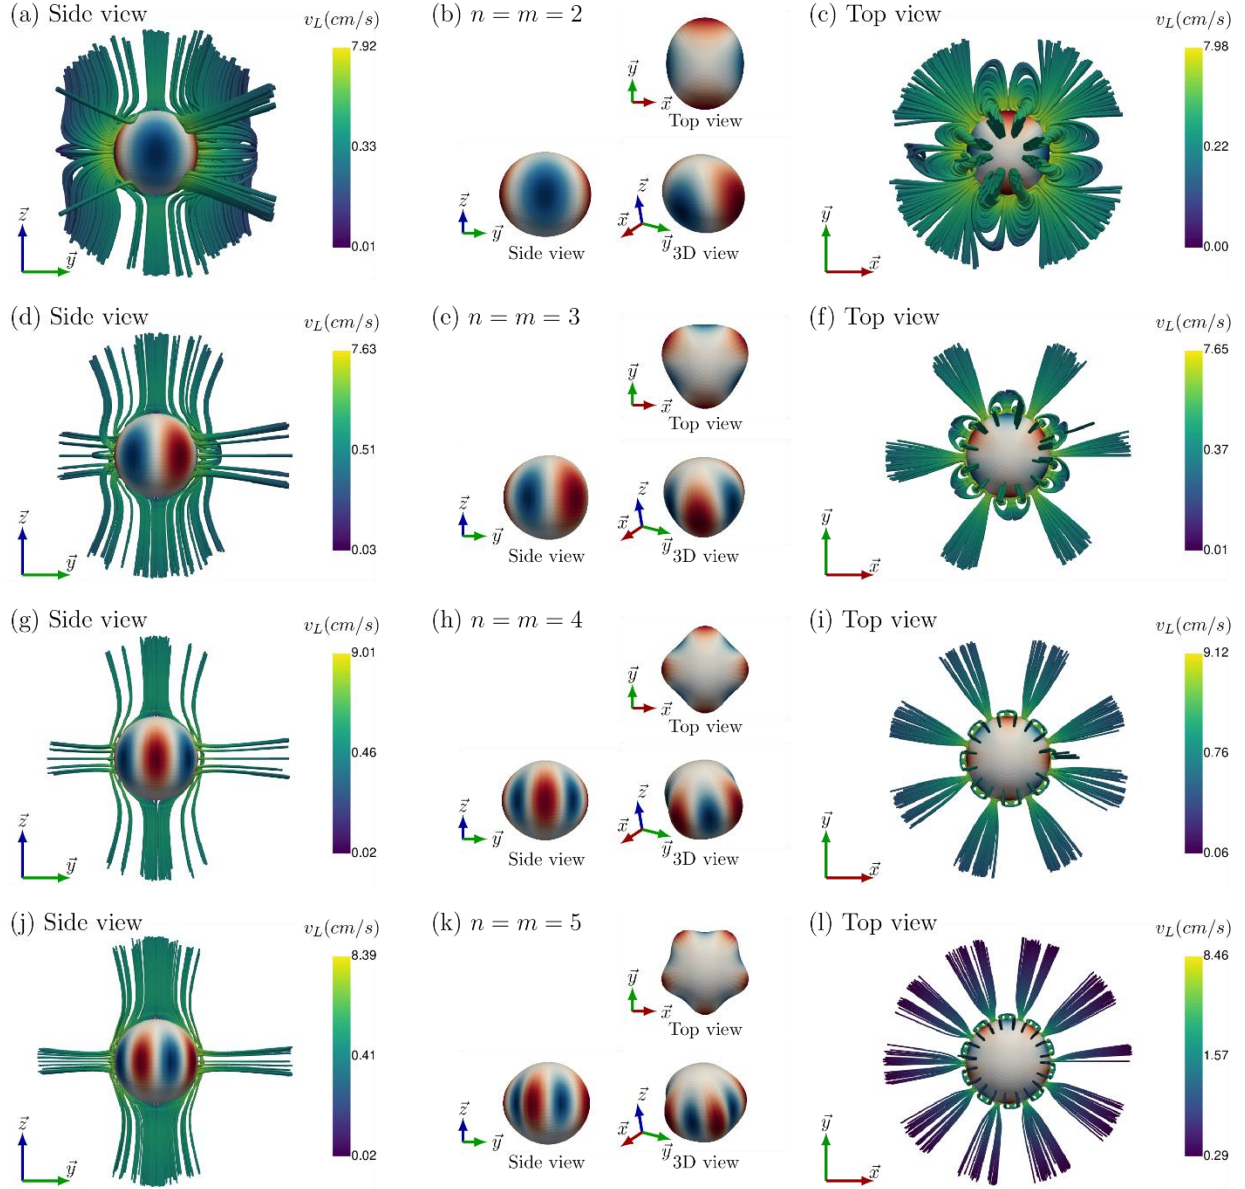 (a) Side view
v_L(cm/s)
7.92
0.33
0.01
z⃗
y⃗
(b) n = m = 2
y⃗
x⃗
Top view
z⃗
y⃗
Side view
z⃗
x⃗
y⃗
3D view
(c) Top view
v_L(cm/s)
7.98
0.22
0.00
y⃗
x⃗
(d) Side view
v_L(cm/s)
7.63
0.51
0.03
z⃗
y⃗
(e) n = m = 3
y⃗
x⃗
Top view
z⃗
y⃗
Side view
z⃗
x⃗
y⃗
3D view
(f) Top view
v_L(cm/s)
7.65
0.37
0.01
y⃗
x⃗
(g) Side view
v_L(cm/s)
9.01
0.46
0.02
z⃗
y⃗
(h) n = m = 4
y⃗
x⃗
Top view
z⃗
y⃗
Side view
z⃗
x⃗
y⃗
3D view
(i) Top view
v_L(cm/s)
9.12
0.76
0.06
y⃗
x⃗
(j) Side view
v_L(cm/s)
8.39
0.41
0.02
z⃗
y⃗
(k) n = m = 5
y⃗
x⃗
Top view
z⃗
y⃗
Side view
z⃗
x⃗
y⃗
3D view
(l) Top view
v_L(cm/s)
8.46
1.57
0.29
y⃗
x⃗